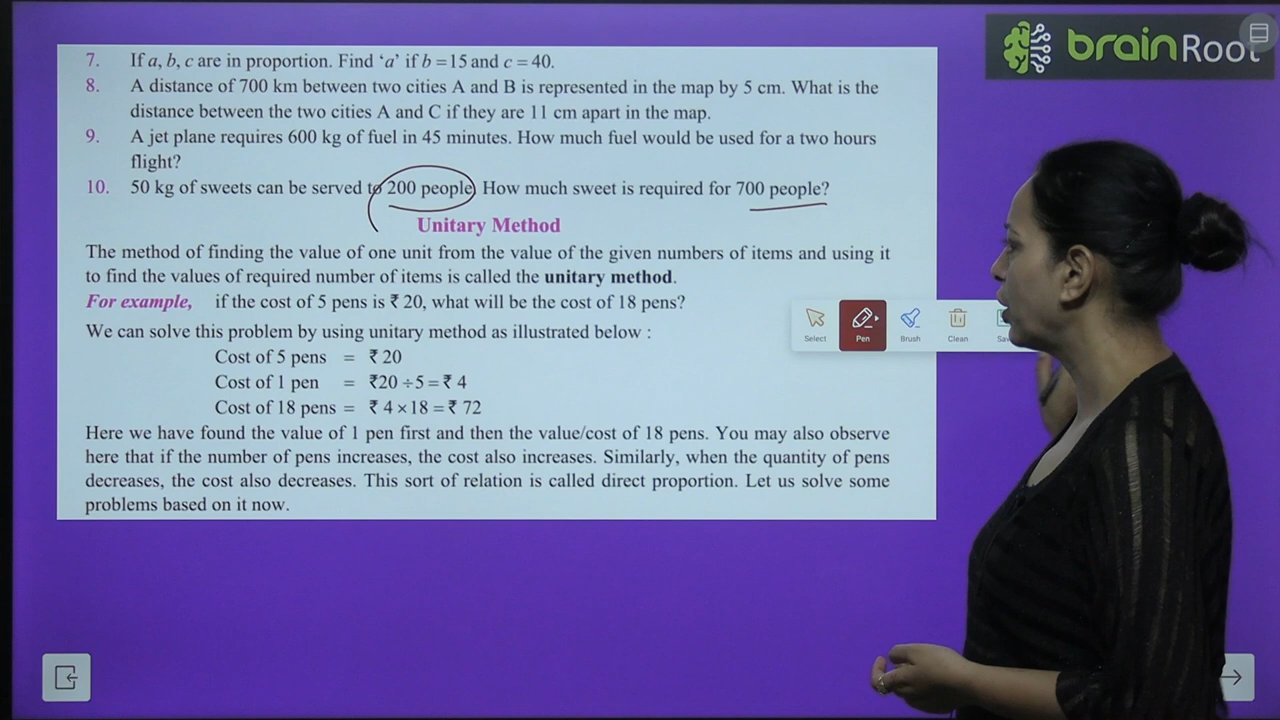 brainRoot
7. If a, b, c are in proportion. Find ‘a’ if b = 15 and c = 40.
8. A distance of 700 km between two cities A and B is represented in the map by 5 cm. What is the
distance between the two cities A and C if they are 11 cm apart in the map.
9. A jet plane requires 600 kg of fuel in 45 minutes. How much fuel would be used for a two hours
flight?
10. 50 kg of sweets can be served to 200 people. How much sweet is required for 700 people?
Unitary Method
The method of finding the value of one unit from the value of the given numbers of items and using it
to find the values of required number of items is called the unitary method.
For example, if the cost of 5 pens is ₹ 20, what will be the cost of 18 pens?
We can solve this problem by using unitary method as illustrated below :
Cost of 5 pens = ₹ 20
Cost of 1 pen = ₹20 ÷ 5 = ₹ 4
Cost of 18 pens = ₹ 4 × 18 = ₹ 72
Here we have found the value of 1 pen first and then the value/cost of 18 pens. You may also observe
here that if the number of pens increases, the cost also increases. Similarly, when the quantity of pens
decreases, the cost also decreases. This sort of relation is called direct proportion. Let us solve some
problems based on it now.
Select Pen Brush Clean